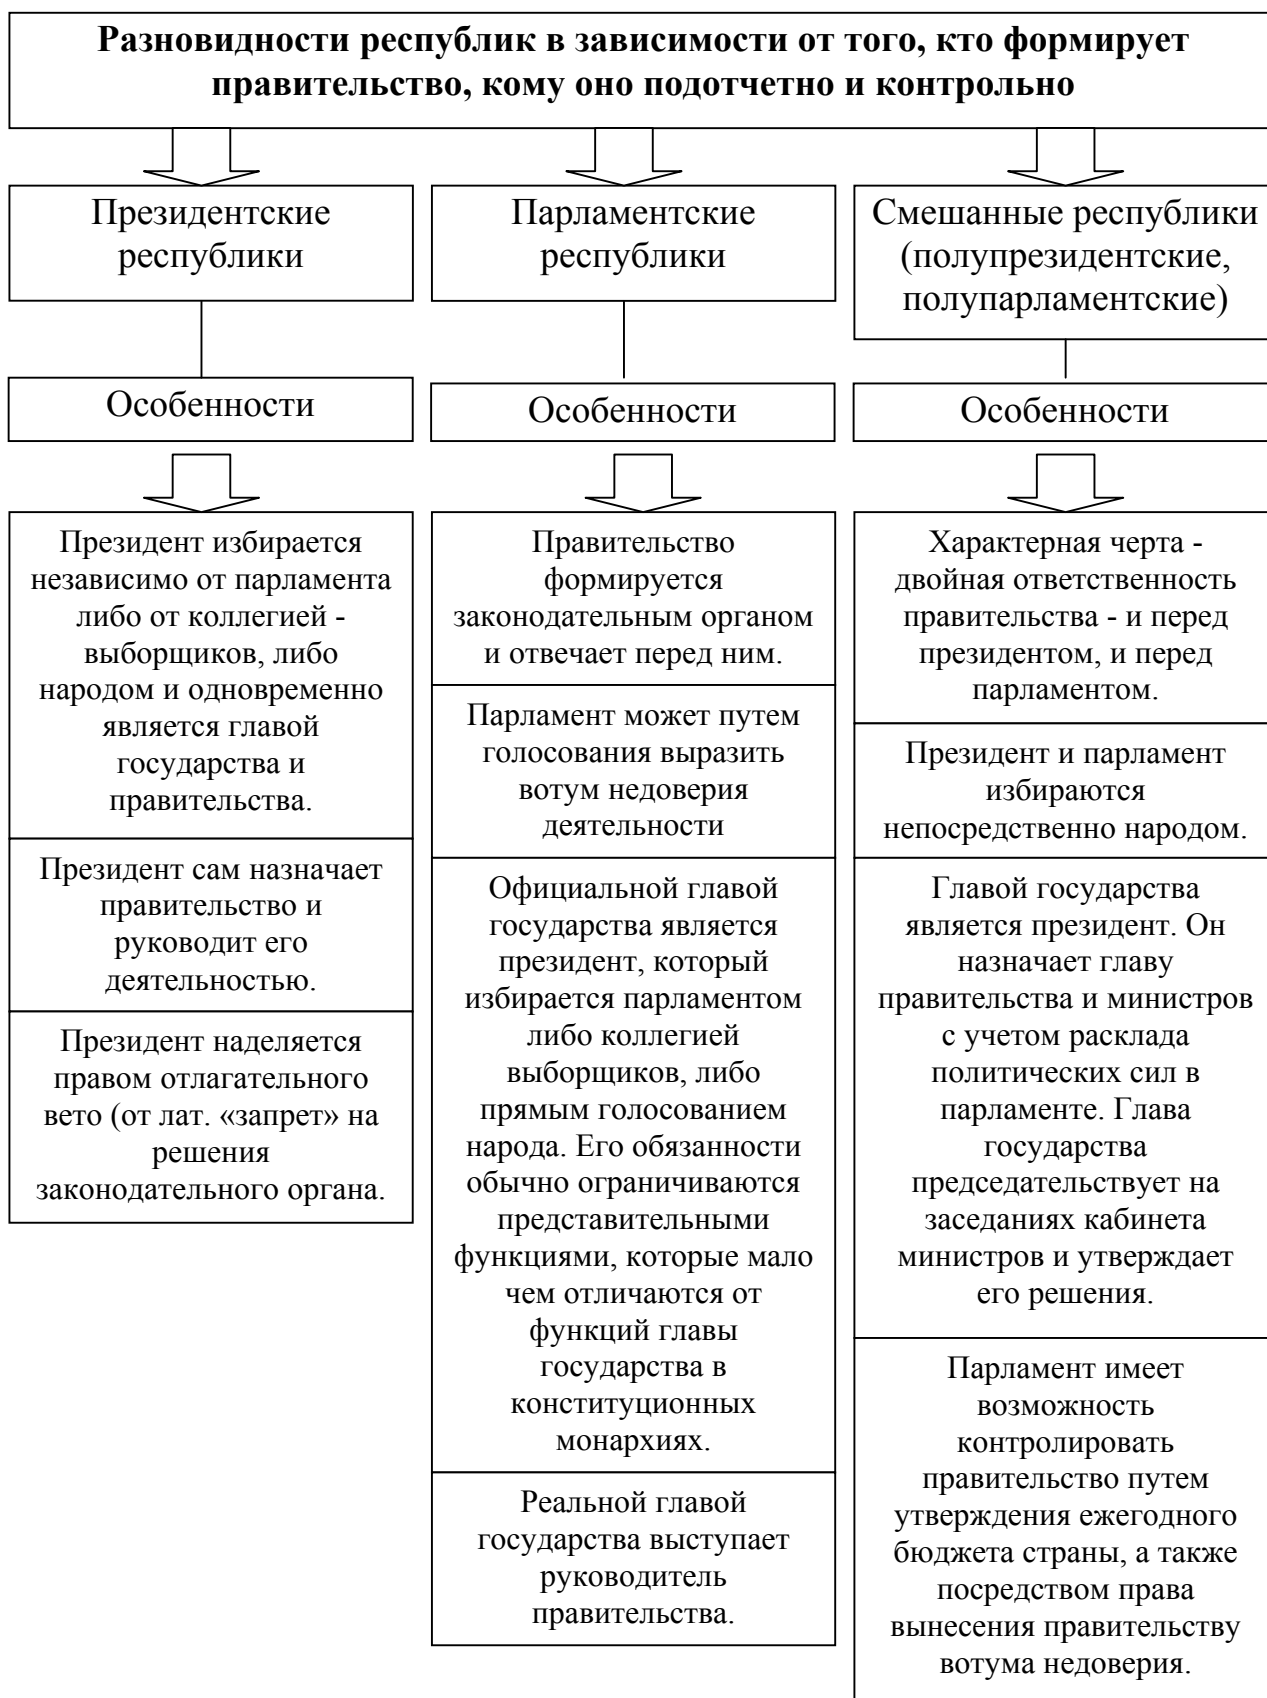 Разновидности республик в зависимости от того, кто формирует
правительство, кому оно подотчетно и контрольно
Президентские
республики
Парламентские
республики
Смешанные республики
(полупрезидентские,
полупарламентские)
Особенности
Особенности
Особенности
Президент избирается
независимо от парламента
либо от коллегией -
выборщиков, либо
народом и одновременно
является главой
государства и
правительства.
Президент сам назначает
правительство и
руководит его
деятельностью.
Президент наделяется
правом отлагательного
вето (от лат. «запрет» на
решения
законодательного органа.
Правительство
формируется
законодательным органом
и отвечает перед ним.
Парламент может путем
голосования выразить
вотум недоверия
деятельности
Официальной главой
государства является
президент, который
избирается парламентом
либо коллегией
выборщиков, либо
прямым голосованием
народа. Его обязанности
обычно ограничиваются
представительными
функциями, которые мало
чем отличаются от
функций главы
государства в
конституционных
монархиях.
Реальной главой
государства выступает
руководитель
правительства.
Характерная черта -
двойная ответственность
правительства - и перед
президентом, и перед
парламентом.
Президент и парламент
избираются
непосредственно народом.
Главой государства
является президент. Он
назначает главу
правительства и министров
с учетом расклада
политических сил в
парламенте. Глава
государства
председательствует на
заседаниях кабинета
министров и утверждает
его решения.
Парламент имеет
возможность
контролировать
правительство путем
утверждения ежегодного
бюджета страны, а также
посредством права
вынесения правительству
вотума недоверия.